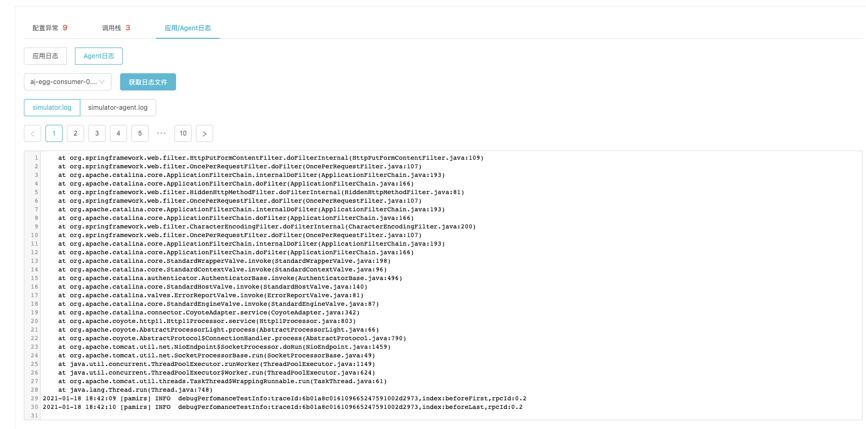 配置异常 9 调用栈 3 应用/Agent日志
应用日志 Agent日志
aj-egg-consumer-0.... 获取日志文件
simulator.log simulator-agent.log
< 1 2 3 4 5 ••• 10 >
1 at org.springframework.web.filter.HttpPutFormContentFilter.doFilterInternal(HttpPutFormContentFilter.java:109)
2 at org.springframework.web.filter.OncePerRequestFilter.doFilter(OncePerRequestFilter.java:107)
3 at org.apache.catalina.core.ApplicationFilterChain.internalDoFilter(ApplicationFilterChain.java:193)
4 at org.apache.catalina.core.ApplicationFilterChain.doFilter(ApplicationFilterChain.java:166)
5 at org.springframework.web.filter.HiddenHttpMethodFilter.doFilterInternal(HiddenHttpMethodFilter.java:81)
6 at org.springframework.web.filter.OncePerRequestFilter.doFilter(OncePerRequestFilter.java:107)
7 at org.apache.catalina.core.ApplicationFilterChain.internalDoFilter(ApplicationFilterChain.java:193)
8 at org.apache.catalina.core.ApplicationFilterChain.doFilter(ApplicationFilterChain.java:166)
9 at org.springframework.web.filter.CharacterEncodingFilter.doFilterInternal(CharacterEncodingFilter.java:200)
10 at org.springframework.web.filter.OncePerRequestFilter.doFilter(OncePerRequestFilter.java:107)
11 at org.apache.catalina.core.ApplicationFilterChain.internalDoFilter(ApplicationFilterChain.java:193)
12 at org.apache.catalina.core.ApplicationFilterChain.doFilter(ApplicationFilterChain.java:166)
13 at org.apache.catalina.core.StandardWrapperValve.invoke(StandardWrapperValve.java:198)
14 at org.apache.catalina.core.StandardContextValve.invoke(StandardContextValve.java:96)
15 at org.apache.catalina.authenticator.AuthenticatorBase.invoke(AuthenticatorBase.java:496)
16 at org.apache.catalina.core.StandardHostValve.invoke(StandardHostValve.java:140)
17 at org.apache.catalina.valves.ErrorReportValve.invoke(ErrorReportValve.java:81)
18 at org.apache.catalina.core.StandardEngineValve.invoke(StandardEngineValve.java:87)
19 at org.apache.catalina.connector.CoyoteAdapter.service(CoyoteAdapter.java:342)
20 at org.apache.coyote.http11.Http11Processor.service(Http11Processor.java:803)
21 at org.apache.coyote.AbstractProcessorLight.process(AbstractProcessorLight.java:66)
22 at org.apache.coyote.AbstractProtocol$ConnectionHandler.process(AbstractProtocol.java:790)
23 at org.apache.tomcat.util.net.NioEndpoint$SocketProcessor.doRun(NioEndpoint.java:1459)
24 at org.apache.tomcat.util.net.SocketProcessorBase.run(SocketProcessorBase.java:49)
25 at java.util.concurrent.ThreadPoolExecutor.runWorker(ThreadPoolExecutor.java:1149)
26 at java.util.concurrent.ThreadPoolExecutor$Worker.run(ThreadPoolExecutor.java:624)
27 at org.apache.tomcat.util.threads.TaskThread$WrappingRunnable.run(TaskThread.java:61)
28 at java.lang.Thread.run(Thread.java:748)
29 2021-01-18 18:42:09 [pamirs] INFO debugPerfomanceTestInfo:traceId:6b01a8c016109665247591002d2973,index:beforeFirst,rpcId:0.2
30 2021-01-18 18:42:10 [pamirs] INFO debugPerfomanceTestInfo:traceId:6b01a8c016109665247591002d2973,index:beforeLast,rpcId:0.2
31